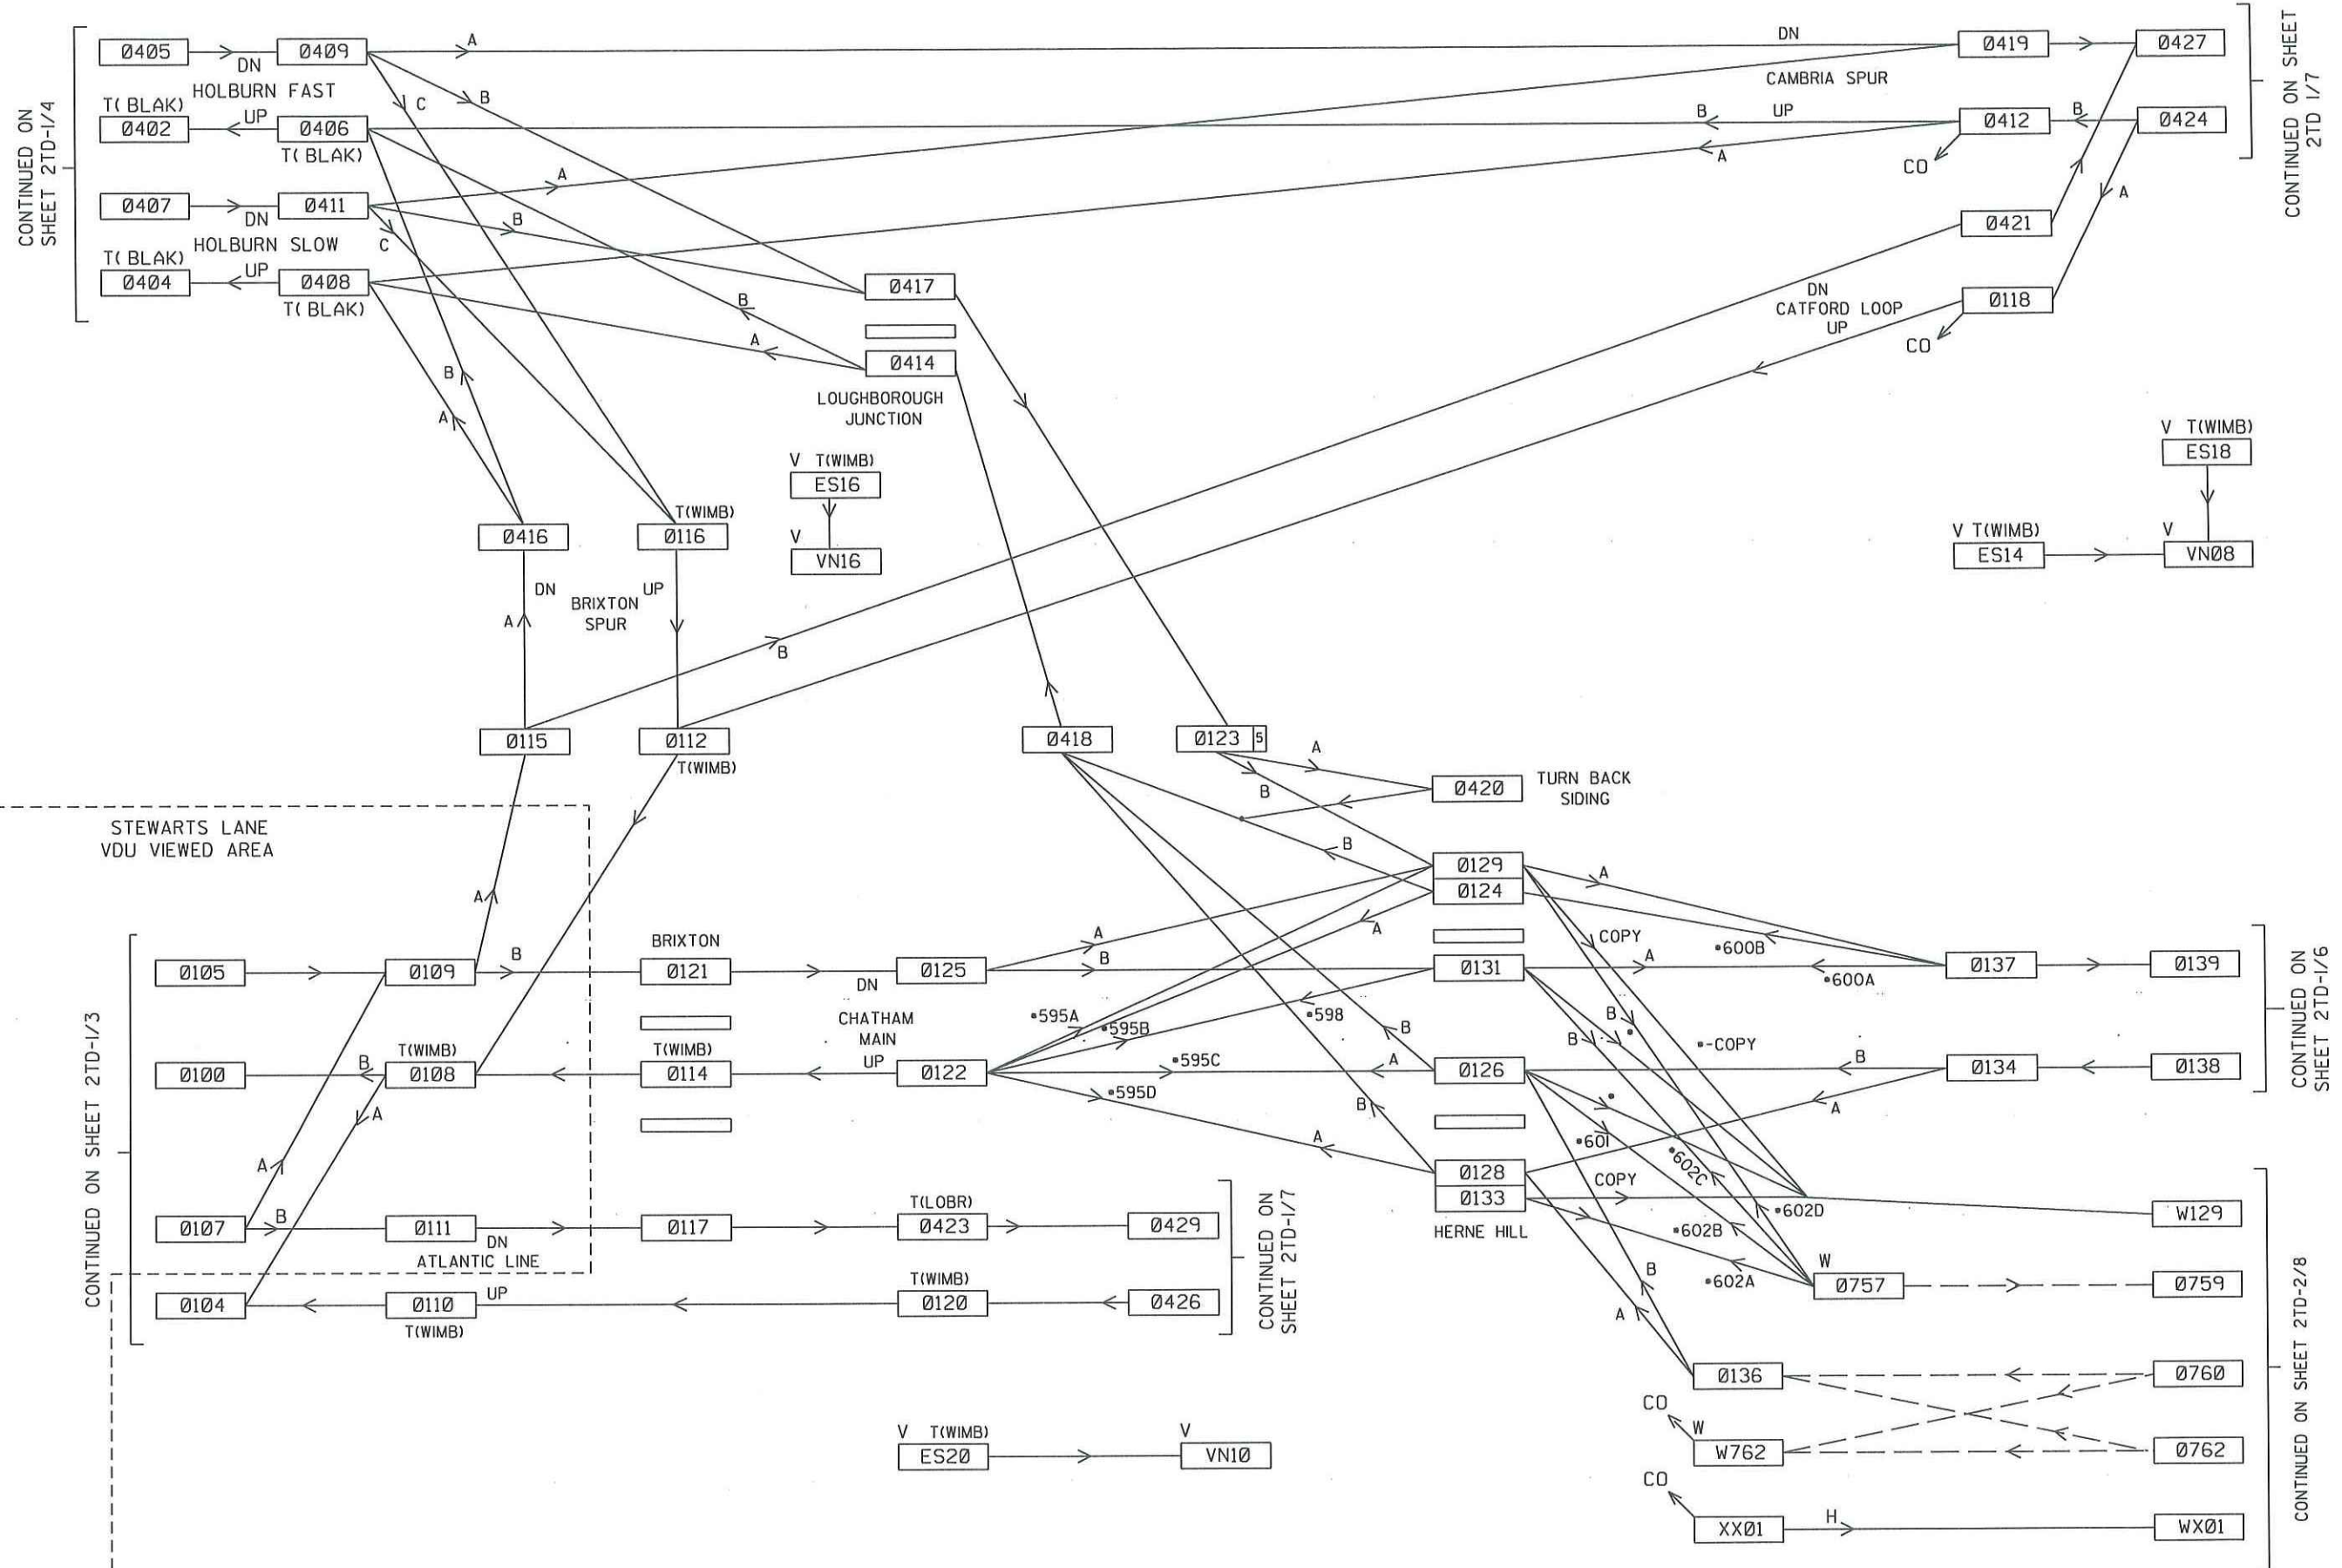 CONTINUED ON
SHEET 2TD-1/4
0405
DN
0409
A
DN
0419
0427
HOLBURN FAST
C
B
CAMBRIA SPUR
T( BLAK)
0402
UP
0406
T( BLAK)
B
UP
0412
B
0424
A
CO
A
CONTINUED ON SHEET
2TD 1/7
0407
DN
0411
A
B
C
HOLBURN SLOW
T( BLAK)
0404
UP
0408
T( BLAK)
0421
0417
B
A
0414
LOUGHBOROUGH
JUNCTION
DN
CATFORD LOOP
UP
0118
CO
B
A
V T(WIMB)
ES16
V
VN16
V T(WIMB)
ES18
V T(WIMB)
ES14
V
VN08
0416
T(WIMB)
0116
DN
UP
BRIXTON
SPUR
A
B
0115
0112
T(WIMB)
0418
0123 5
A
B
0420
TURN BACK
SIDING
STEWARTS LANE
VDU VIEWED AREA
A
B
0129
0124
A
A
CONTINUED ON SHEET 2TD-1/3
0105
0109
B
BRIXTON
0121
DN
0125
A
B
0131
COPY
A
•600B
•600A
0137
0139
CONTINUED ON
SHEET 2TD-1/6
CHATHAM
MAIN
UP
•595A
•595B
•598
B
B
•
•-COPY
0100
B
T(WIMB)
0108
T(WIMB)
0114
0122
•595C
A
B
0126
B
0134
0138
A
•595D
B
A
•
•601
•602C
A
A
0128
0133
COPY
HERNE HILL
W129
•602D
•602B
•602A
W
0757
0759
0107
B
0111
DN
ATLANTIC LINE
0117
T(LOBR)
0423
0429
CONTINUED ON
SHEET 2TD-1/7
0104
0110
UP
T(WIMB)
T(WIMB)
0120
0426
B
A
0136
0760
CO
W
W762
0762
CO
XX01
H
WX01
CONTINUED ON SHEET 2TD-2/8
V T(WIMB)
ES20
V
VN10